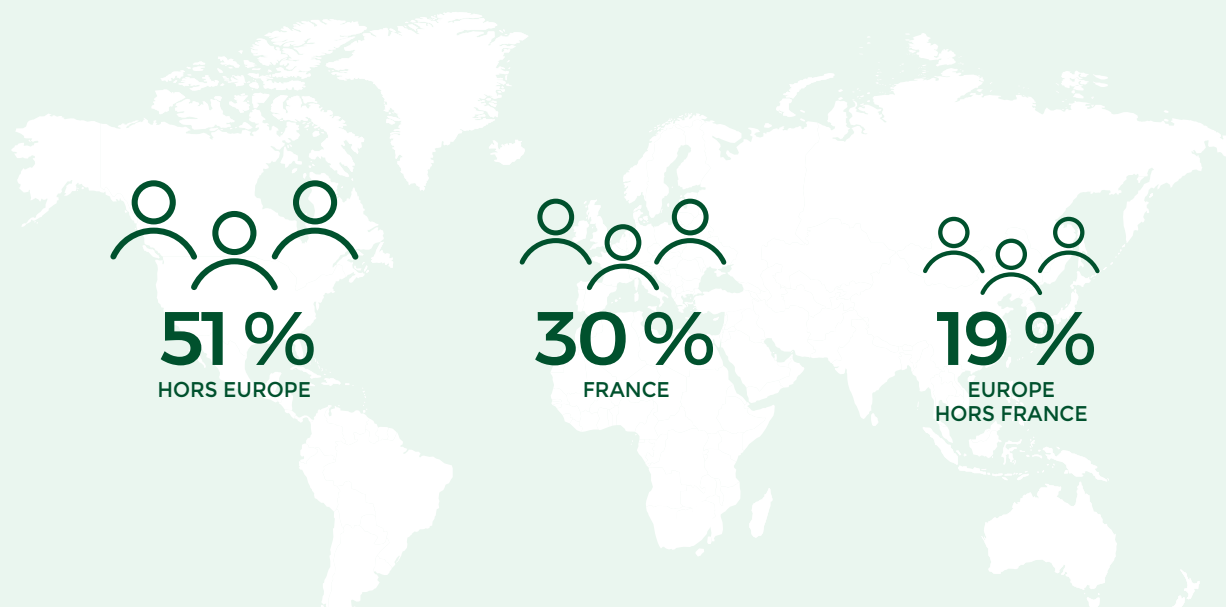 51 %
HORS EUROPE
30 %
FRANCE
19 %
EUROPE
HORS FRANCE